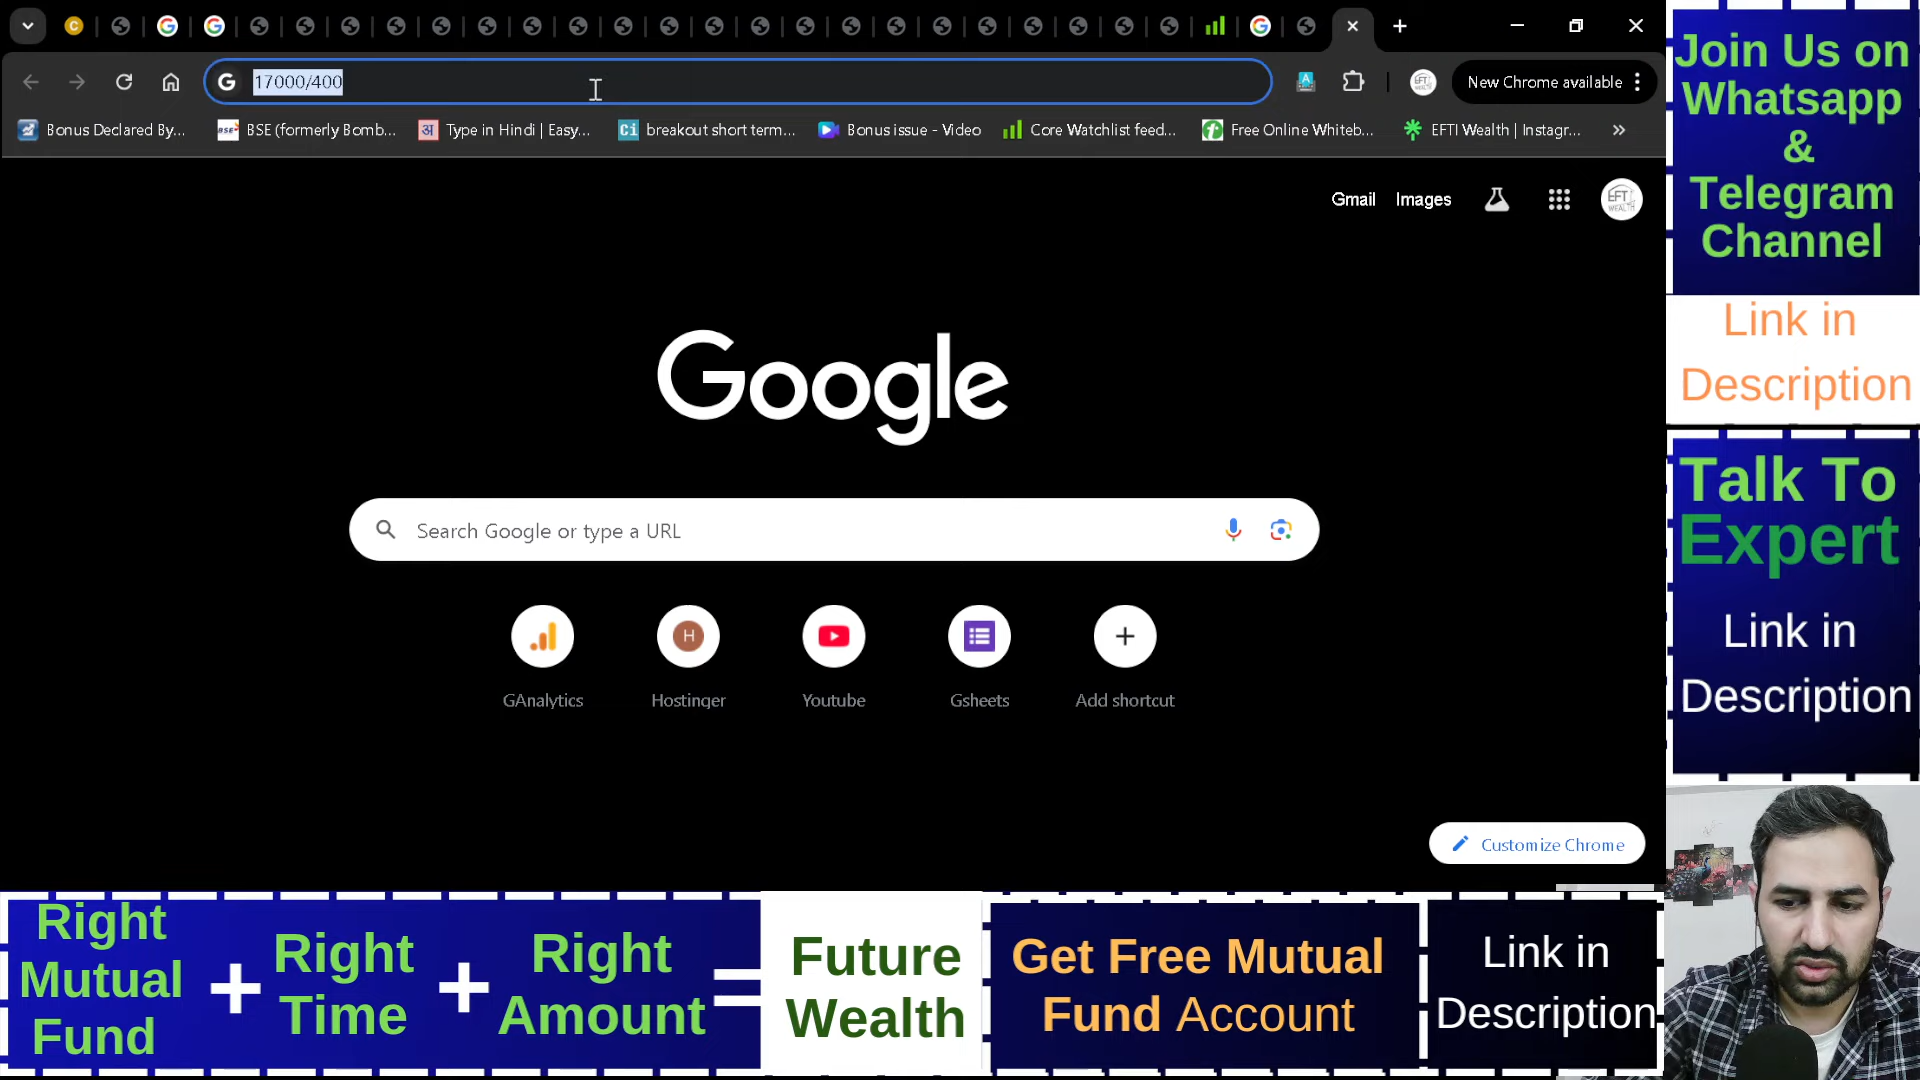 17000/400
New Chrome available
Bonus Declared By...
BSE (formerly Bomb...
Type in Hindi | Easy...
breakout short term...
Bonus issue - Video
Core Watchlist feed...
Free Online Whiteb...
EFTI Wealth | Instagr...
Gmail
Images
Google
Search Google or type a URL
GAnalytics
Hostinger
Youtube
Gsheets
Add shortcut
Customize Chrome
Join Us on
Whatsapp
&
Telegram
Channel
Link in
Description
Talk To
Expert
Link in
Description
Right
Mutual
Fund
+
Right
Time
+
Right
Amount
=
Future
Wealth
Get Free Mutual
Fund Account
Link in
Description